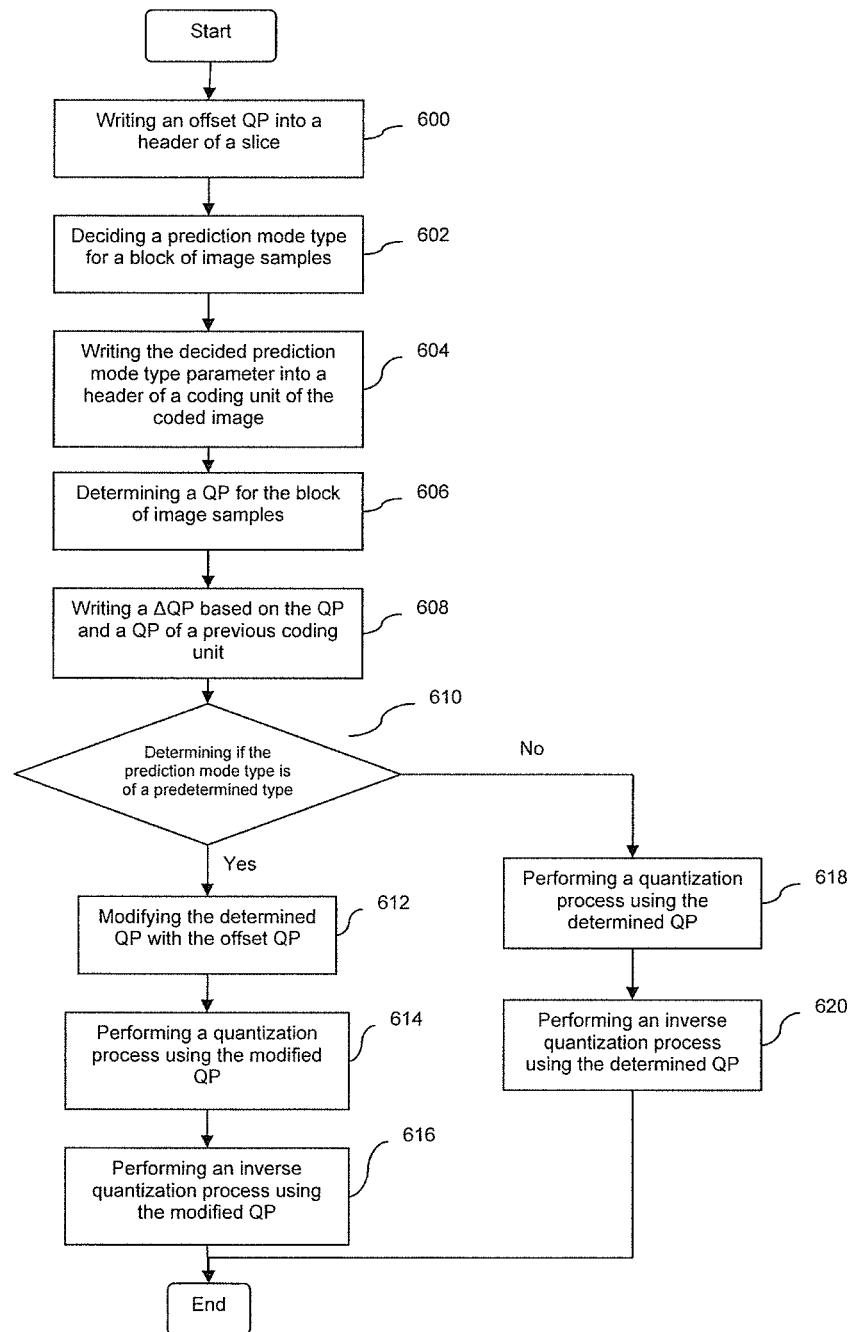 Start
Writing an offset QP into a
header of a slice
600
Deciding a prediction mode type
for a block of image samples
602
Writing the decided prediction
mode type parameter into a
header of a coding unit of the
coded image
604
Determining a QP for the block
of image samples
606
Writing a ΔQP based on the QP
and a QP of a previous coding
unit
608
610
Determining if the
prediction mode type is
of a predetermined type
No
Yes
Modifying the determined
QP with the offset QP
612
Performing a quantization
process using the modified
QP
614
Performing an inverse
quantization process using
the modified QP
616
Performing a quantization
process using the
determined QP
618
Performing an inverse
quantization process
using the determined QP
620
End